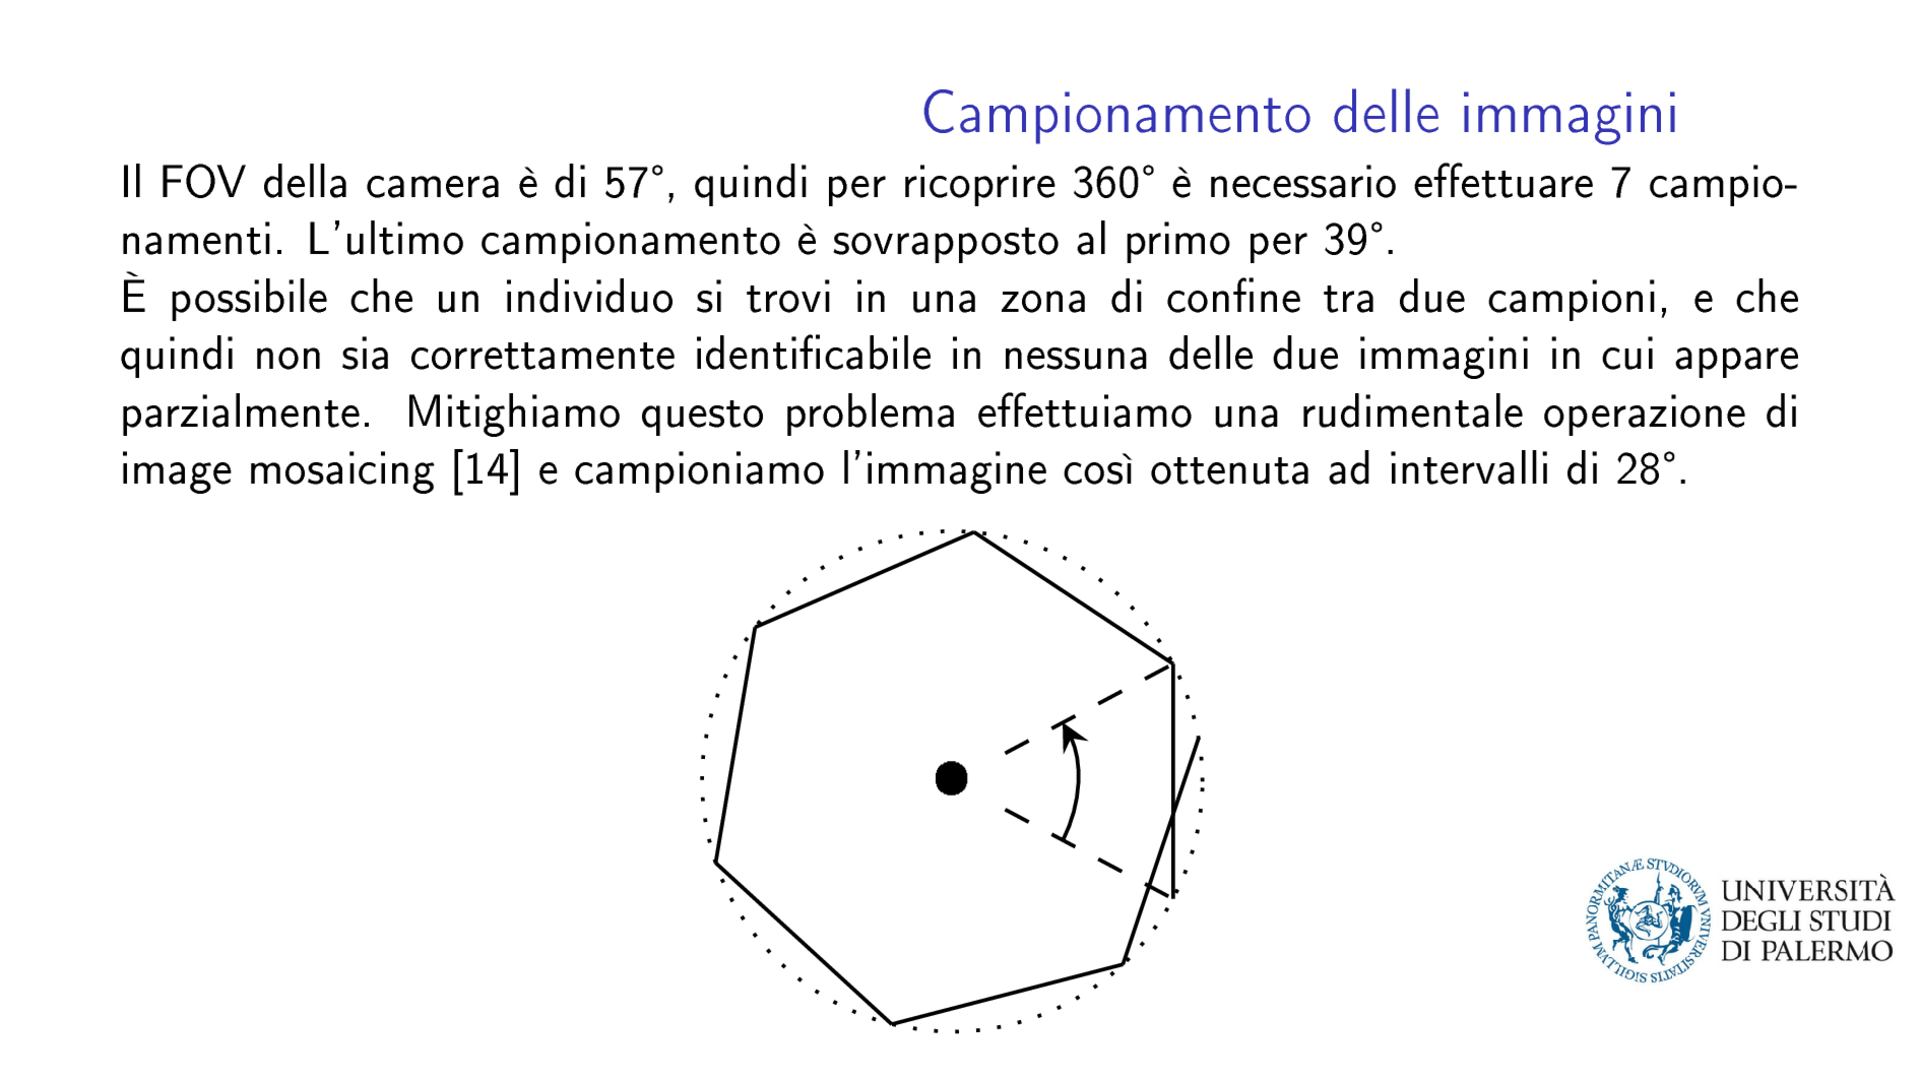 Campionamento delle immagini
Il FOV della camera è di 57°, quindi per ricoprire 360° è necessario effettuare 7 campio-
namenti. L'ultimo campionamento è sovrapposto al primo per 39°.
È possibile che un individuo si trovi in una zona di confine tra due campioni, e che
quindi non sia correttamente identificabile in nessuna delle due immagini in cui appare
parzialmente. Mitighiamo questo problema effettuiamo una rudimentale operazione di
image mosaicing [14] e campioniamo l'immagine così ottenuta ad intervalli di 28°.
SIGILLVM PANORMITANÆ STVDIORVM VNIVERSITATIS
UNIVERSITÀ
DEGLI STUDI
DI PALERMO